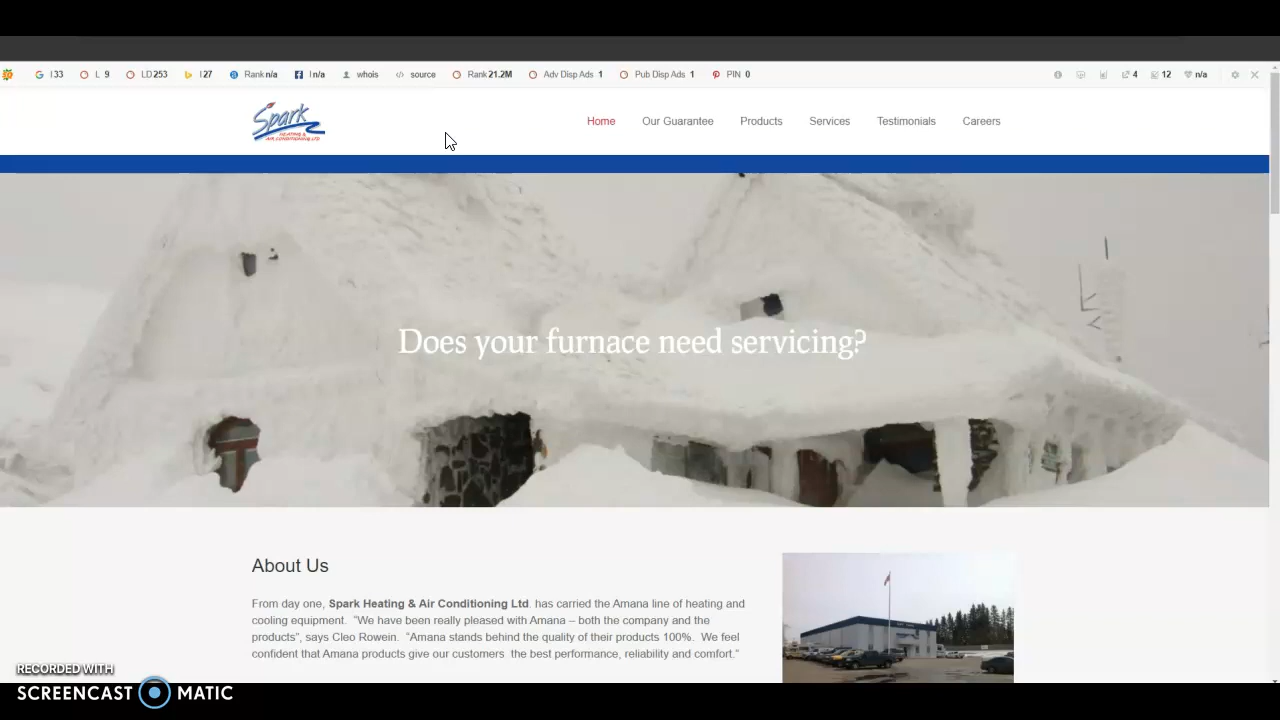 I 33 L 9 LD 253 I 27 Rank n/a I n/a whois source Rank 21.2M Adv Disp Ads 1 Pub Disp Ads 1 PIN 0 4 12 n/a
Spark
HEATING &
AIR CONDITIONING LTD
Home Our Guarantee Products Services Testimonials Careers
Does your furnace need servicing?
About Us
From day one, Spark Heating & Air Conditioning Ltd. has carried the Amana line of heating and
cooling equipment. "We have been really pleased with Amana – both the company and the
products", says Cleo Rowein. "Amana stands behind the quality of their products 100%. We feel
confident that Amana products give our customers the best performance, reliability and comfort."
RECORDED WITH
SCREENCAST MATIC